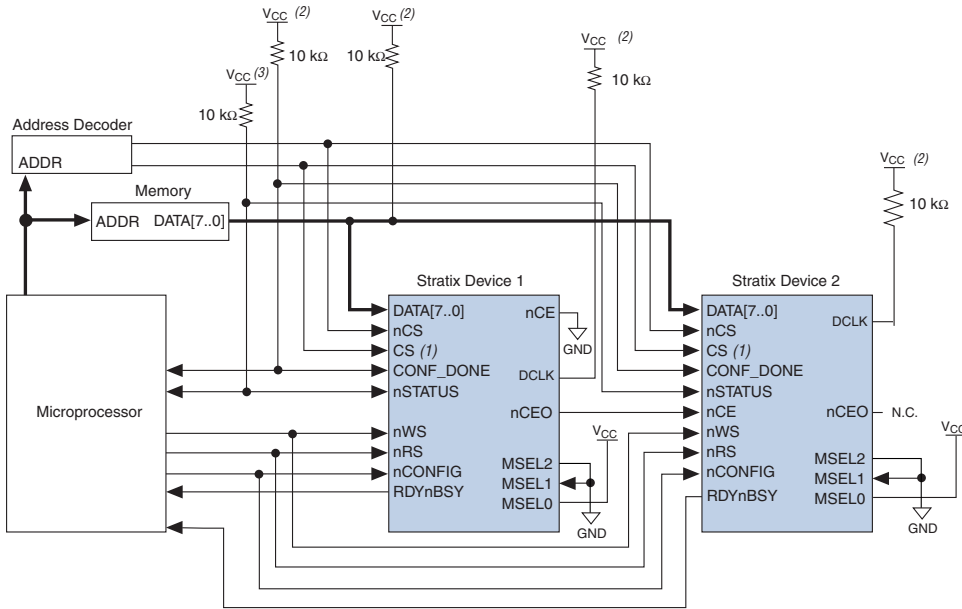 VCC (2)
10 kΩ
VCC (2)
10 kΩ
VCC (2)
10 kΩ
VCC (3)
10 kΩ
Address Decoder
ADDR
Memory
ADDR DATA[7..0]
VCC (2)
10 kΩ
Microprocessor
Stratix Device 1
DATA[7..0]
nCS
CS (1)
CONF_DONE
nSTATUS
nWS
nRS
nCONFIG
RDYnBSY
nCE
GND
DCLK
nCEO
VCC
MSEL2
MSEL1
MSEL0
GND
Stratix Device 2
DATA[7..0]
nCS
CS (1)
CONF_DONE
nSTATUS
nCE
nWS
nRS
nCONFIG
RDYnBSY
DCLK
nCEO N.C.
VCC
MSEL2
MSEL1
MSEL0
GND